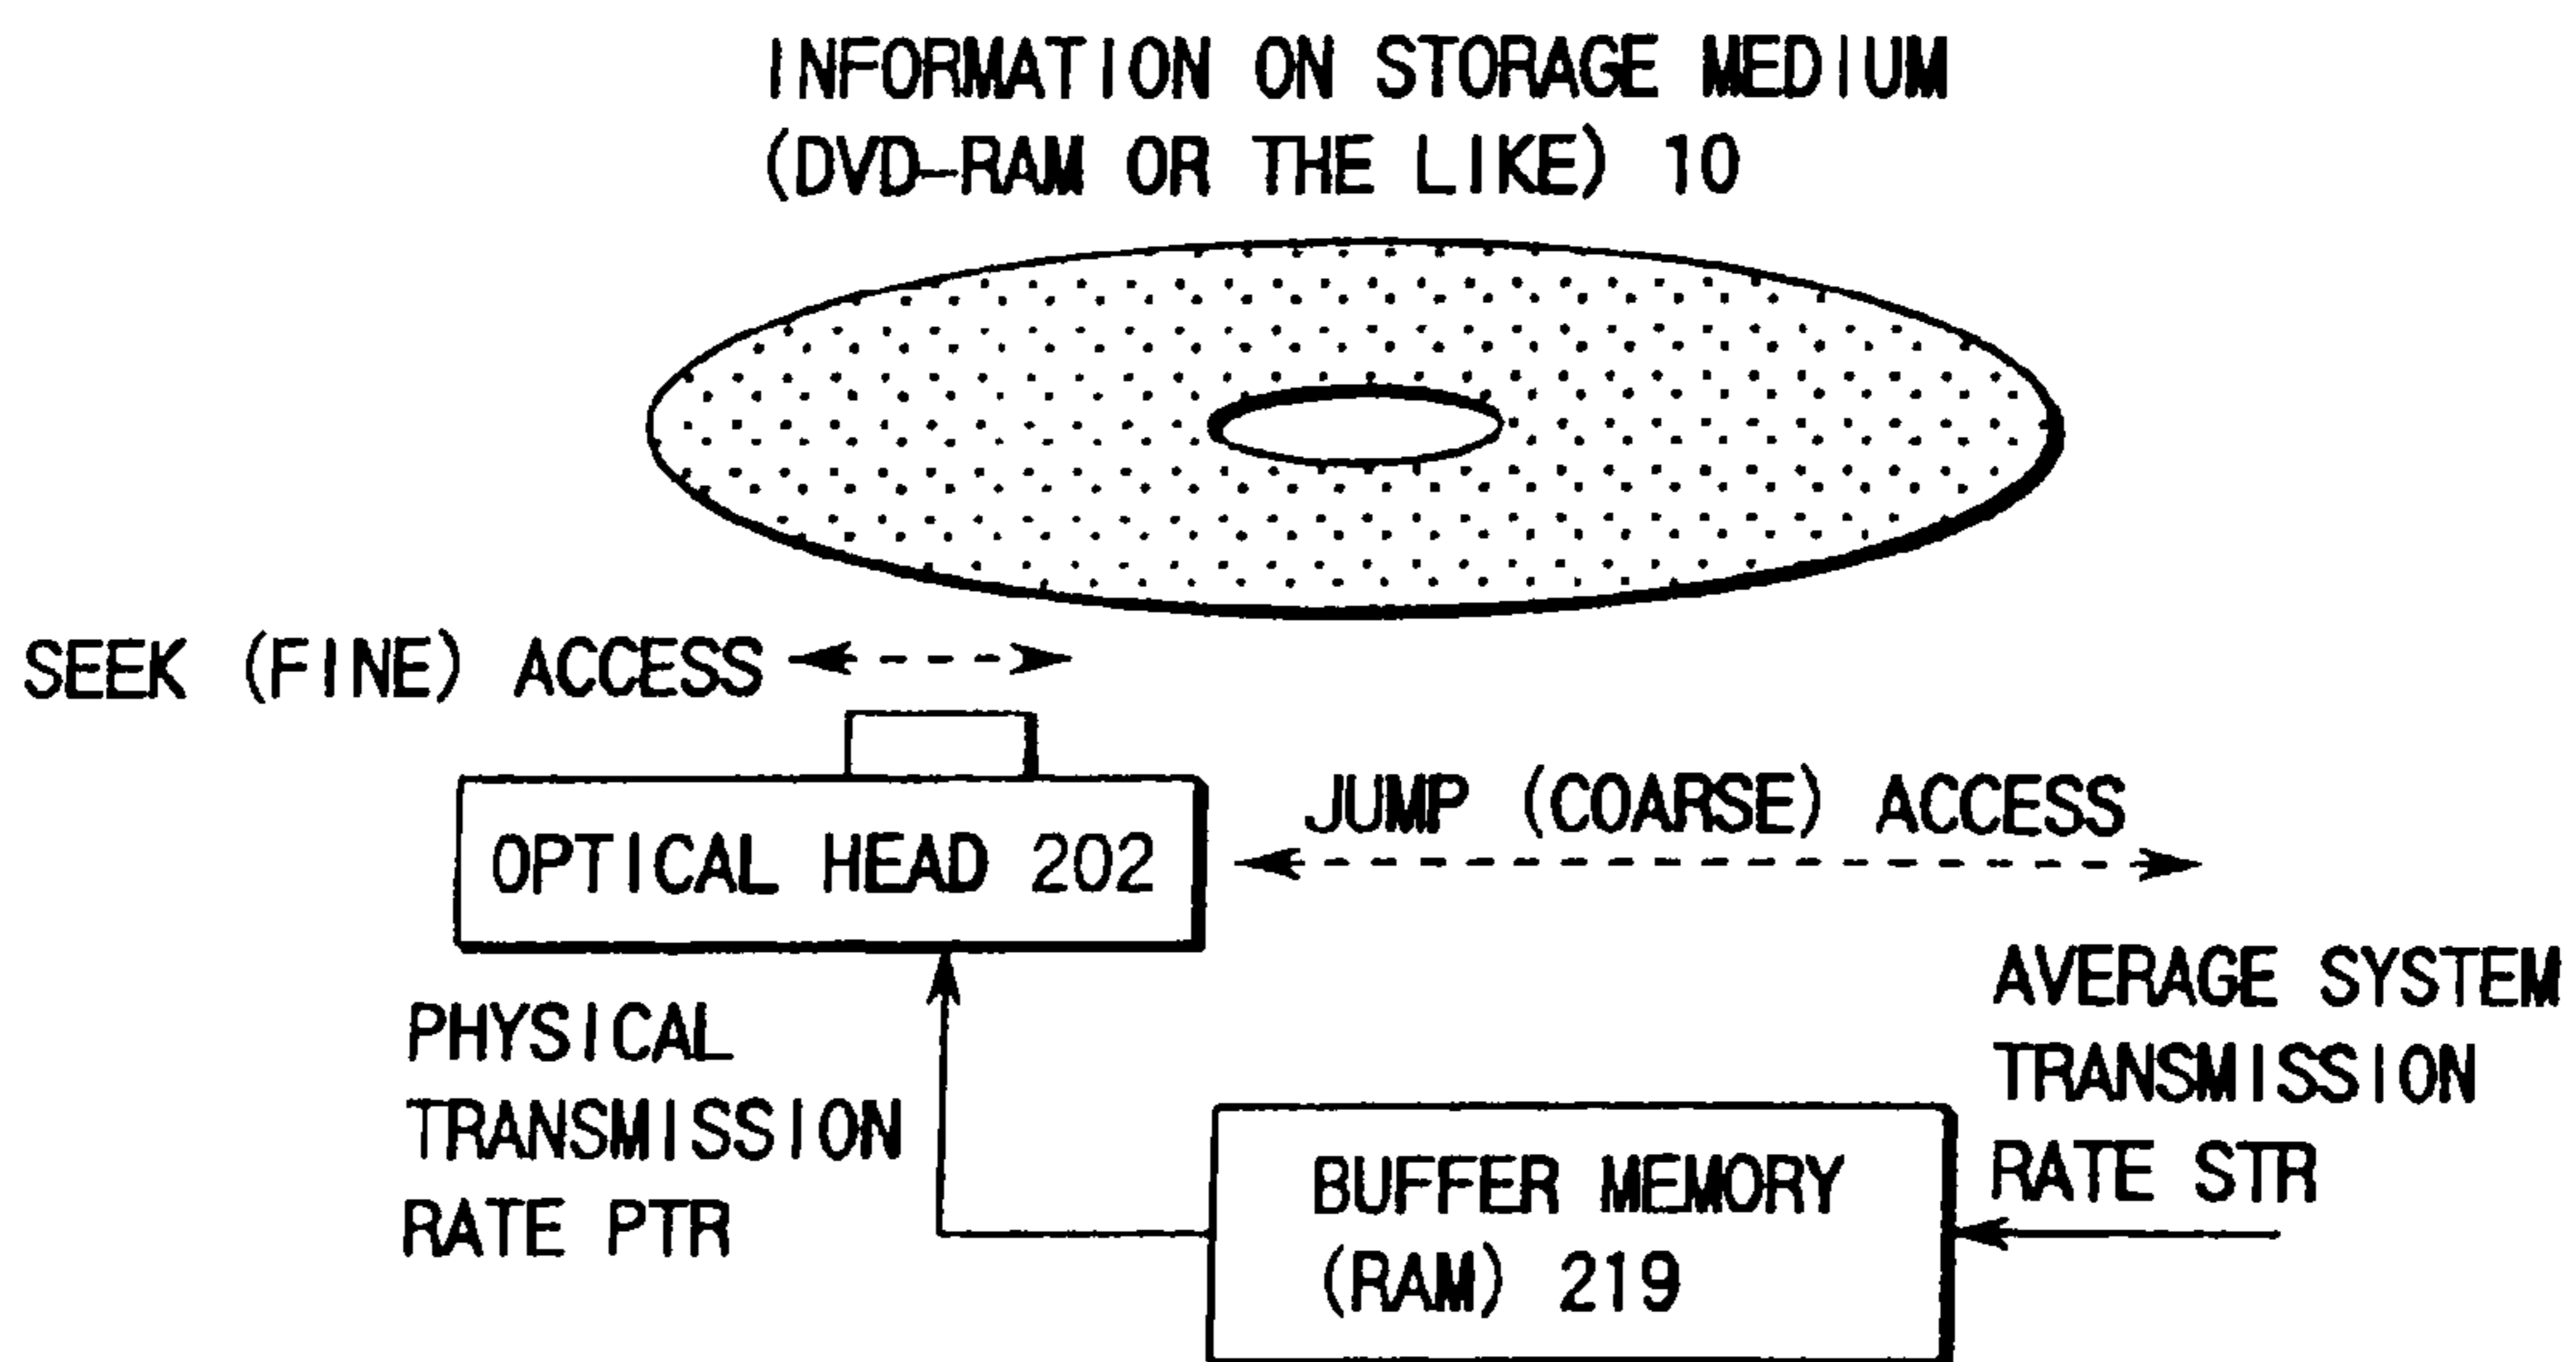 INFORMATION ON STORAGE MEDIUM
(DVD-RAM OR THE LIKE) 10
SEEK (FINE) ACCESS
OPTICAL HEAD 202
JUMP (COARSE) ACCESS
PHYSICAL
TRANSMISSION
RATE PTR
AVERAGE SYSTEM
TRANSMISSION
RATE STR
BUFFER MEMORY
(RAM) 219